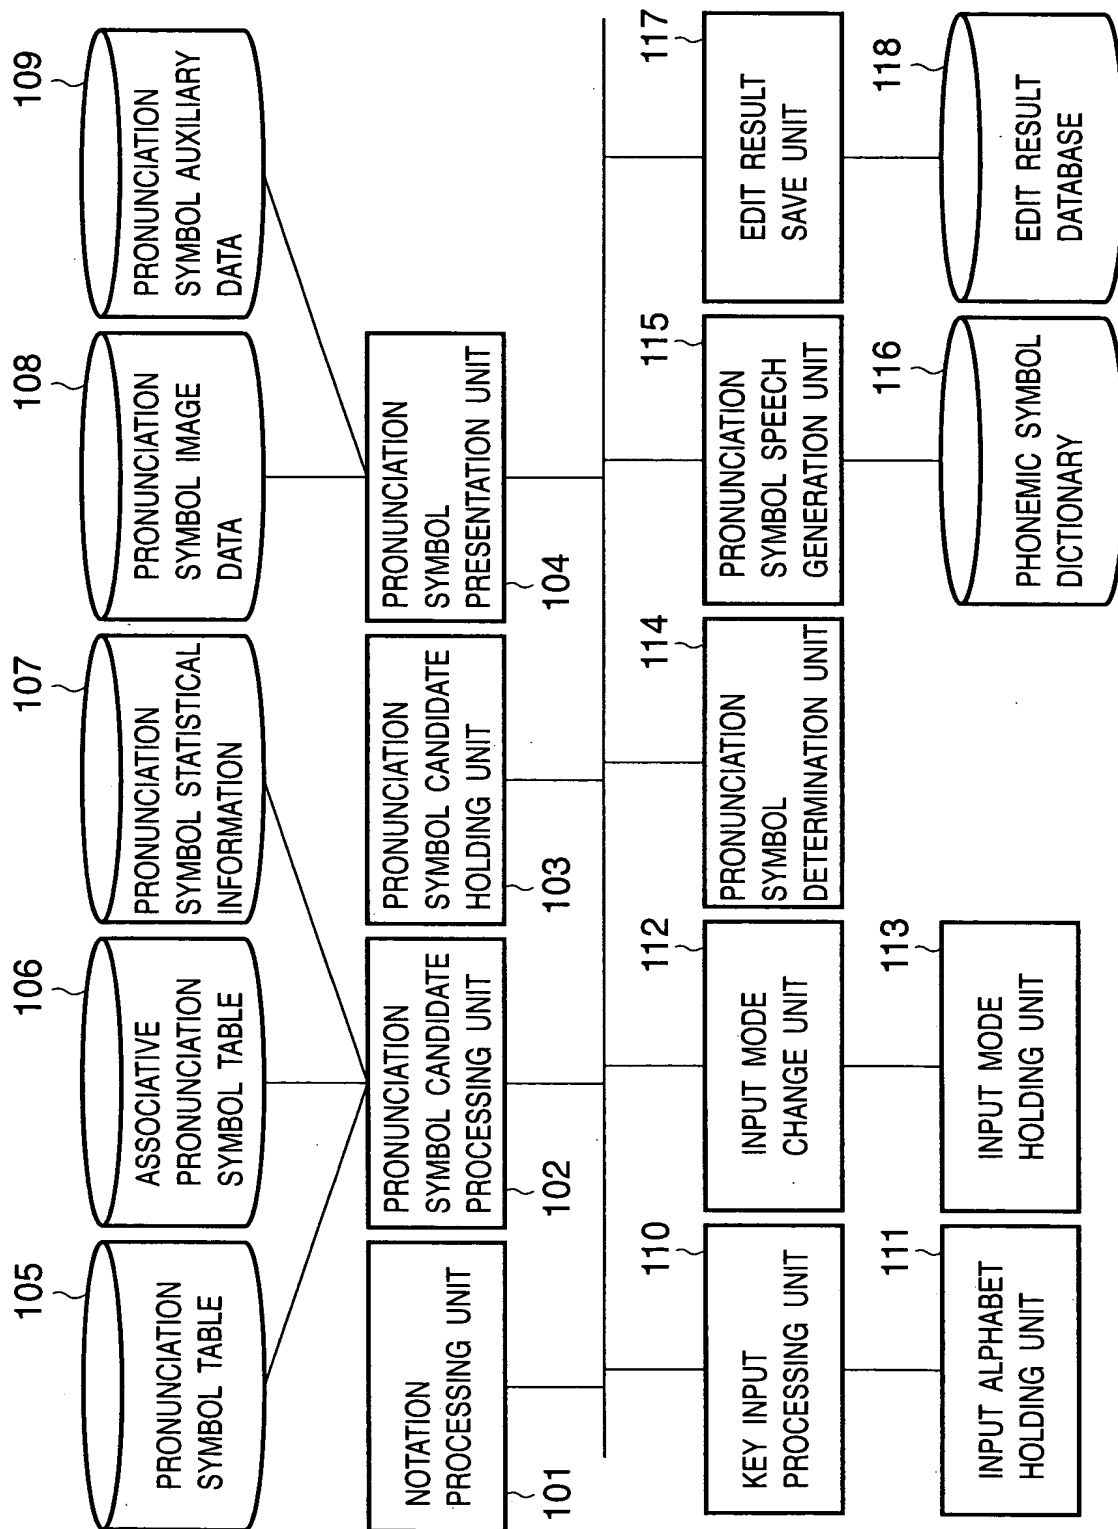 105
PRONUNCIATION
SYMBOL TABLE
106
ASSOCIATIVE
PRONUNCIATION
SYMBOL TABLE
107
PRONUNCIATION
SYMBOL STATISTICAL
INFORMATION
108
PRONUNCIATION
SYMBOL IMAGE
DATA
109
PRONUNCIATION
SYMBOL AUXILIARY
DATA
NOTATION
PROCESSING UNIT
101
PRONUNCIATION
SYMBOL CANDIDATE
PROCESSING UNIT
102
PRONUNCIATION
SYMBOL CANDIDATE
HOLDING UNIT
103
PRONUNCIATION
SYMBOL
PRESENTATION UNIT
104
110
KEY INPUT
PROCESSING UNIT
112
INPUT MODE
CHANGE UNIT
114
PRONUNCIATION
SYMBOL
DETERMINATION UNIT
115
PRONUNCIATION
SYMBOL SPEECH
GENERATION UNIT
117
EDIT RESULT
SAVE UNIT
111
INPUT ALPHABET
HOLDING UNIT
113
INPUT MODE
HOLDING UNIT
116
PHONEMIC SYMBOL
DICTIONARY
118
EDIT RESULT
DATABASE